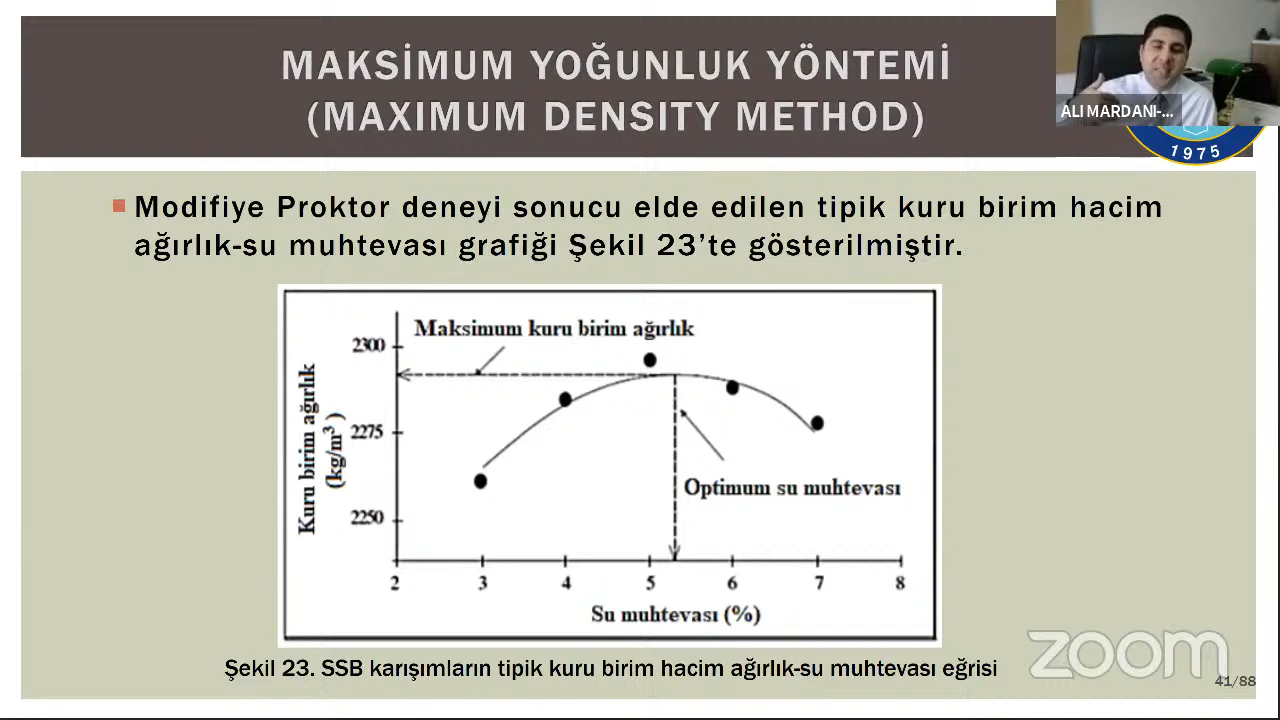 MAKSİMUM YOĞUNLUK YÖNTEMİ
(MAXIMUM DENSITY METHOD)
ALI MARDANI-...
1975
Modifiye Proktor deneyi sonucu elde edilen tipik kuru birim hacim
ağırlık-su muhtevası grafiği Şekil 23’te gösterilmiştir.
Maksimum kuru birim ağırlık
2300
2275
2250
Kuru birim ağırlık
(kg/m³ )
Optimum su muhtevası
2 3 4 5 6 7 8
Su muhtevası (%)
Şekil 23. SSB karışımların tipik kuru birim hacim ağırlık-su muhtevası eğrisi
zoom
41/88